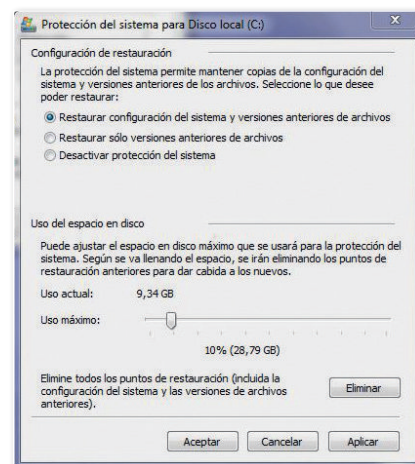 Protección del sistema para Disco local (C:)
Configuración de restauración
La protección del sistema permite mantener copias de la configuración del
sistema y versiones anteriores de los archivos. Seleccione lo que desee
poder restaurar:
Restaurar configuración del sistema y versiones anteriores de archivos
Restaurar sólo versiones anteriores de archivos
Desactivar protección del sistema
Uso del espacio en disco
Puede ajustar el espacio en disco máximo que se usará para la protección del
sistema. Según se va llenando el espacio, se irán eliminando los puntos de
restauración anteriores para dar cabida a los nuevos.
Uso actual: 9,34 GB
Uso máximo:
10% (28,79 GB)
Elimine todos los puntos de restauración (incluida la
configuración del sistema y las versiones de archivos
anteriores).
Eliminar
Aceptar Cancelar Aplicar